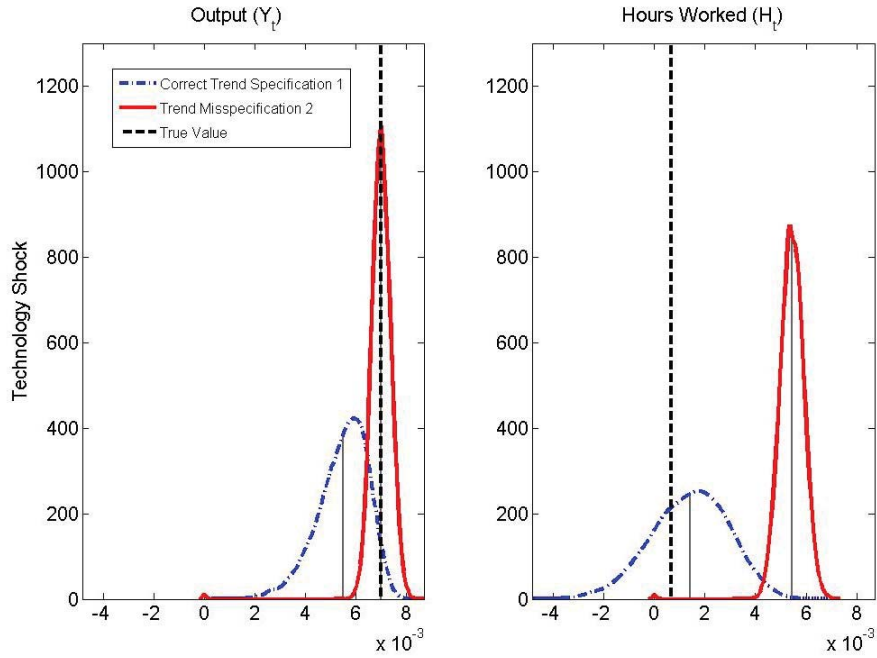 Output (Y_t)
Hours Worked (H_t)
Technology Shock
1200
1000
800
600
400
200
0
Correct Trend Specification 1
Trend Misspecification 2
True Value
-4 -2 0 2 4 6 8
x 10^-3
1200
1000
800
600
400
200
0
-4 -2 0 2 4 6 8
x 10^-3